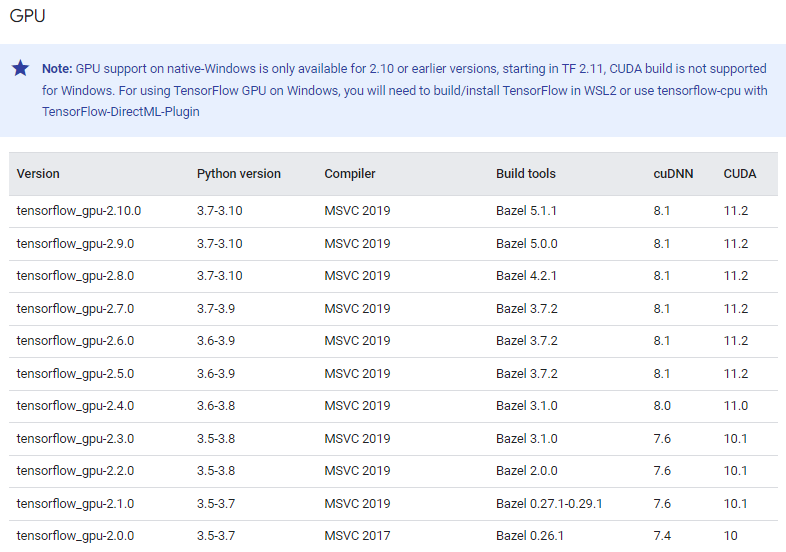 GPU
Note: GPU support on native-Windows is only available for 2.10 or earlier versions, starting in TF 2.11, CUDA build is not supported
for Windows. For using TensorFlow GPU on Windows, you will need to build/install TensorFlow in WSL2 or use tensorflow-cpu with
TensorFlow-DirectML-Plugin
Version Python version Compiler Build tools cuDNN CUDA
tensorflow_gpu-2.10.0 3.7-3.10 MSVC 2019 Bazel 5.1.1 8.1 11.2
tensorflow_gpu-2.9.0 3.7-3.10 MSVC 2019 Bazel 5.0.0 8.1 11.2
tensorflow_gpu-2.8.0 3.7-3.10 MSVC 2019 Bazel 4.2.1 8.1 11.2
tensorflow_gpu-2.7.0 3.7-3.9 MSVC 2019 Bazel 3.7.2 8.1 11.2
tensorflow_gpu-2.6.0 3.6-3.9 MSVC 2019 Bazel 3.7.2 8.1 11.2
tensorflow_gpu-2.5.0 3.6-3.9 MSVC 2019 Bazel 3.7.2 8.1 11.2
tensorflow_gpu-2.4.0 3.6-3.8 MSVC 2019 Bazel 3.1.0 8.0 11.0
tensorflow_gpu-2.3.0 3.5-3.8 MSVC 2019 Bazel 3.1.0 7.6 10.1
tensorflow_gpu-2.2.0 3.5-3.8 MSVC 2019 Bazel 2.0.0 7.6 10.1
tensorflow_gpu-2.1.0 3.5-3.7 MSVC 2019 Bazel 0.27.1-0.29.1 7.6 10.1
tensorflow_gpu-2.0.0 3.5-3.7 MSVC 2017 Bazel 0.26.1 7.4 10